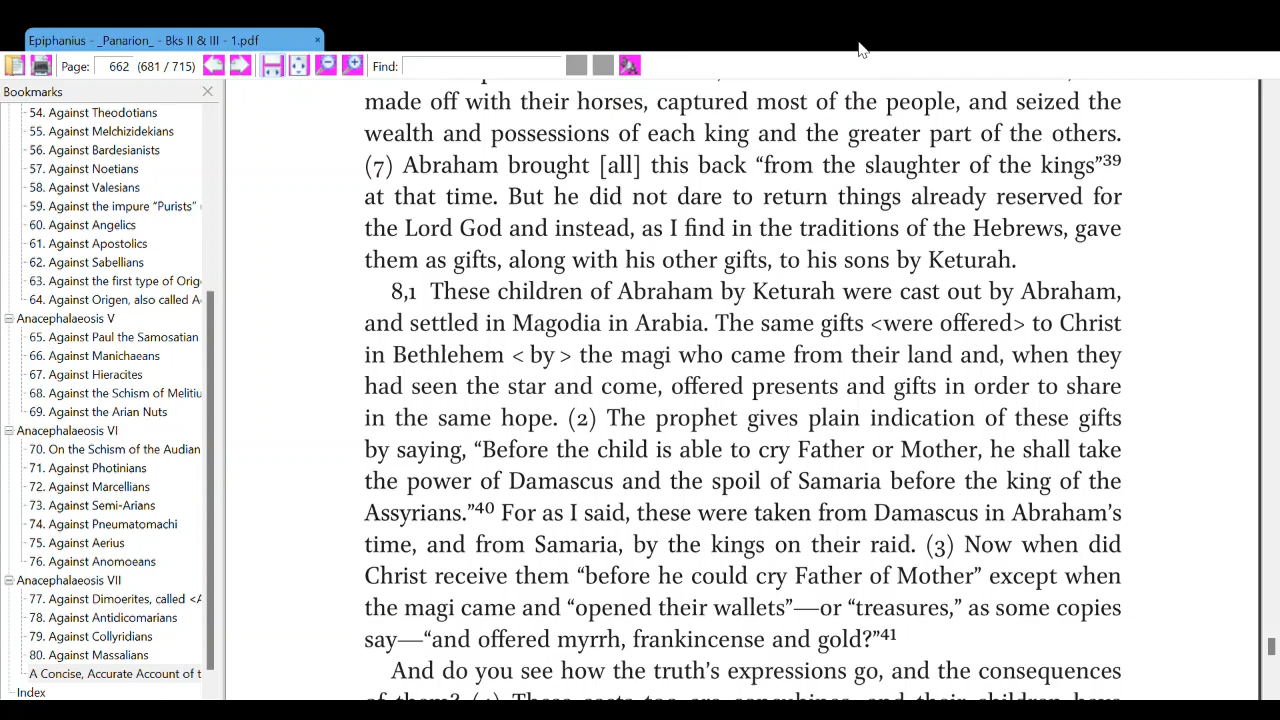 Epiphanius - _Panarion_ - Bks II & III - 1.pdf ×
Page: 662 (681 / 715) Find:
Bookmarks
54. Against Theodotians
55. Against Melchizidekians
56. Against Bardesianists
57. Against Noetians
58. Against Valesians
59. Against the impure “Purists”
60. Against Angelics
61. Against Apostolics
62. Against Sabellians
63. Against the first type of Orig
64. Against Origen, also called A
Anacephalaeosis V
65. Against Paul the Samosatian
66. Against Manichaeans
67. Against Hieracites
68. Against the Schism of Melitiu
69. Against the Arian Nuts
Anacephalaeosis VI
70. On the Schism of the Audian
71. Against Photinians
72. Against Marcellians
73. Against Semi-Arians
74. Against Pneumatomachi
75. Against Aerius
76. Against Anomoeans
Anacephalaeosis VII
77. Against Dimoerites, called <A
78. Against Antidicomarians
79. Against Collyridians
80. Against Massalians
A Concise, Accurate Account of t
Index
made off with their horses, captured most of the people, and seized the
wealth and possessions of each king and the greater part of the others.
(7) Abraham brought [all] this back “from the slaughter of the kings”³⁹
at that time. But he did not dare to return things already reserved for
the Lord God and instead, as I find in the traditions of the Hebrews, gave
them as gifts, along with his other gifts, to his sons by Keturah.
8,1 These children of Abraham by Keturah were cast out by Abraham,
and settled in Magodia in Arabia. The same gifts <were offered> to Christ
in Bethlehem < by > the magi who came from their land and, when they
had seen the star and come, offered presents and gifts in order to share
in the same hope. (2) The prophet gives plain indication of these gifts
by saying, “Before the child is able to cry Father or Mother, he shall take
the power of Damascus and the spoil of Samaria before the king of the
Assyrians.”⁴⁰ For as I said, these were taken from Damascus in Abraham’s
time, and from Samaria, by the kings on their raid. (3) Now when did
Christ receive them “before he could cry Father of Mother” except when
the magi came and “opened their wallets”—or “treasures,” as some copies
say—“and offered myrrh, frankincense and gold?”⁴¹
And do you see how the truth’s expressions go, and the consequences
of them? (4) These casts too are concubines, and their children have